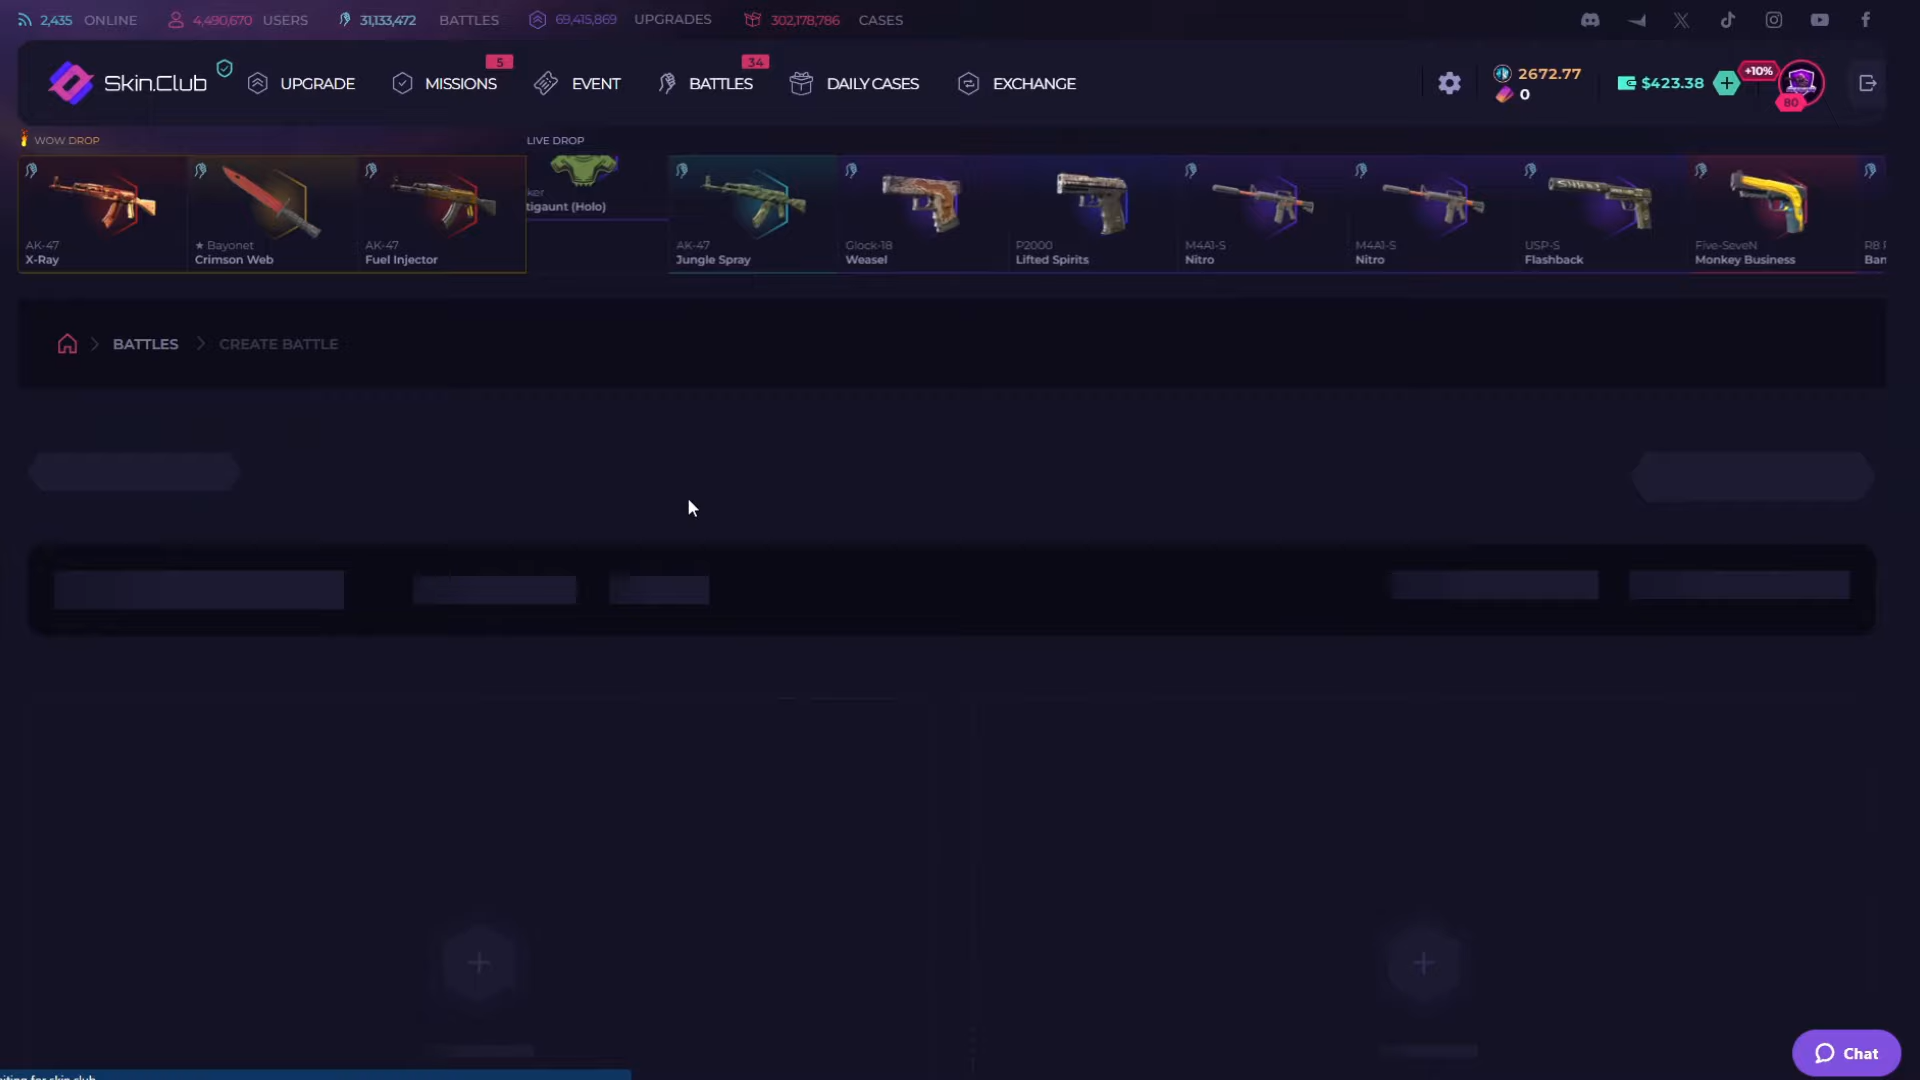 2,435 ONLINE 4,490,670 USERS 31,133,472 BATTLES 69,415,869 UPGRADES 302,178,786 CASES
Skin.Club UPGRADE MISSIONS 5 EVENT BATTLES 34 DAILY CASES EXCHANGE 2672.77 0 $423.38 +10% 80
WOW DROP LIVE DROP
AK-47
X-Ray
★ Bayonet
Crimson Web
AK-47
Fuel Injector
ker
tigaunt (Holo)
AK-47
Jungle Spray
Glock-18
Weasel
P2000
Lifted Spirits
M4A1-S
Nitro
M4A1-S
Nitro
USP-S
Flashback
Five-SeveN
Monkey Business
R8
Ban
BATTLES CREATE BATTLE
Chat